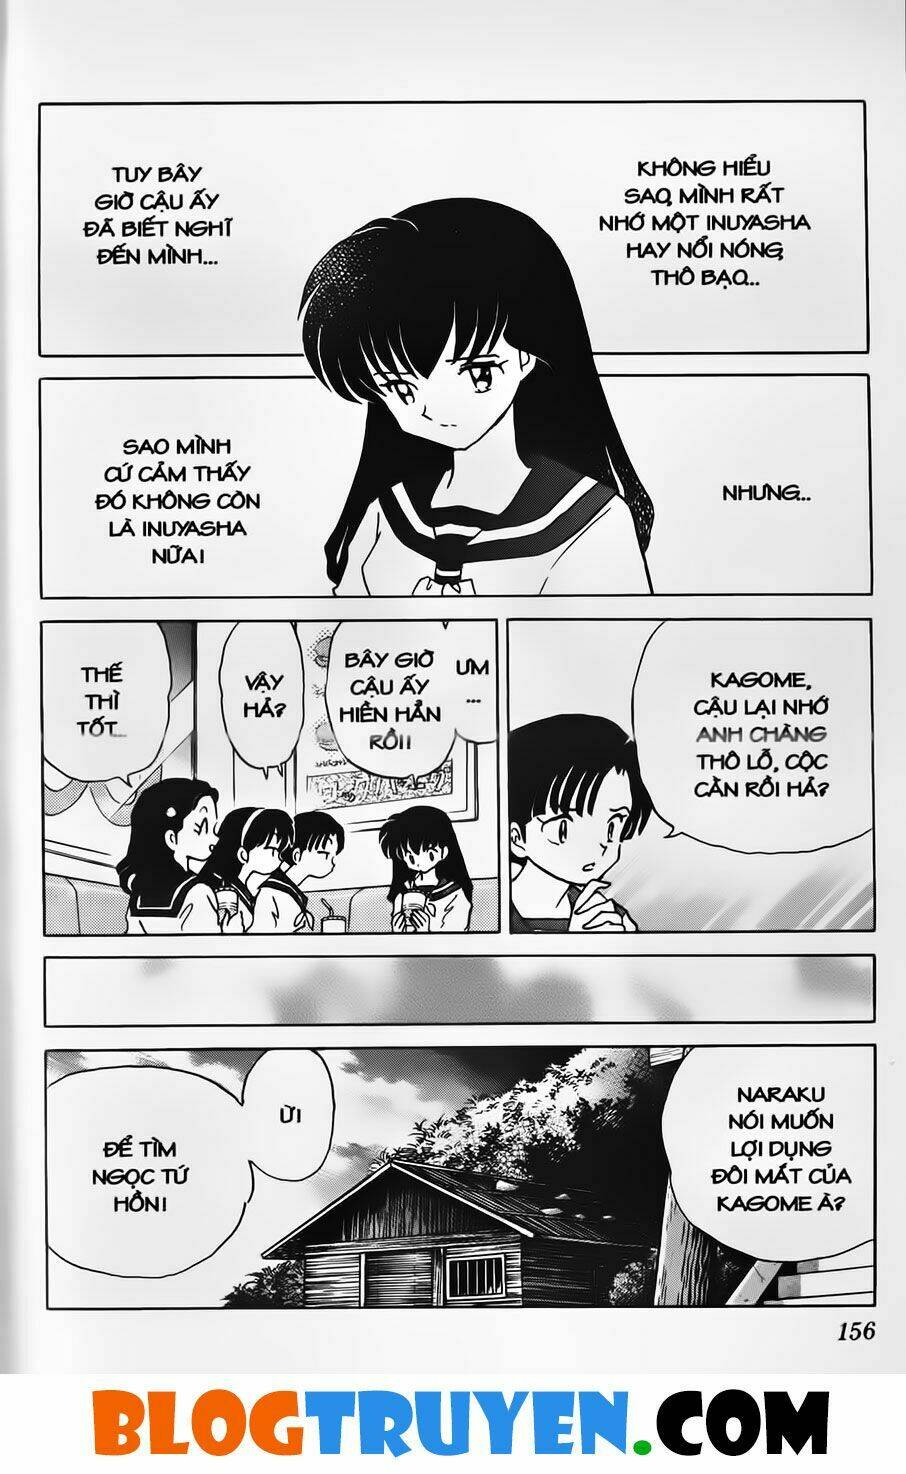 KHÔNG HIỂU
SAO, MÌNH RẤT
NHỚ MỘT INUYASHA
HAY NỔI NÓNG,
THÔ BẠO...
TUY BÂY
GIỜ CẬU ẤY
ĐÃ BIẾT NGHĨ
ĐẾN MÌNH...
NHƯNG...
SAO MÌNH
CỨ CẢM THẤY
ĐÓ KHÔNG CÒN
LÀ INUYASHA
NỮA!
KAGOME,
CẬU LẠI NHỚ
ANH CHÀNG
THÔ LỖ, CỘC
CẰN RỒI HẢ?
ƯM
...
BÂY GIỜ
CẬU ẤY
HIỀN HẲN
RỒI!
VẬY
HẢ?
THẾ
THÌ
TỐT...
NARAKU
NÓI MUỐN
LỢI DỤNG
ĐÔI MẮT CỦA
KAGOME À?
ỪI
ĐỂ TÌM
NGỌC TỨ
HỒN!
156
BLOGTRUYEN.COM